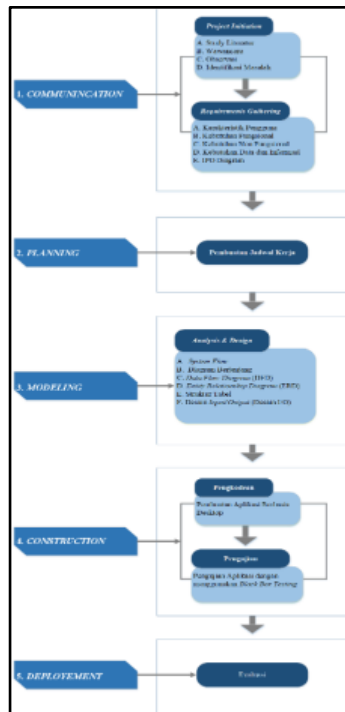 Project Initiation
A. Study Literatur
B. Wawancara
C. Observasi
D. Identifikasi Masalah
1. COMMUNINCATION
Requirements Gathering
A. Karakteristik Pengguna
B. Kebutuhan Fungsional
C. Kebutuhan Non Fungsional
D. Kebutuhan Data dan Informasi
E. IPO Diagram
2. PLANNING
Pembuatan Jadwal Kerja
Analysis & Design
A. System Flow
B. Diagram Berjenjang
C. Data Flow Diagram (DFD)
D. Entity Relationship Diagram (ERD)
E. Struktur Tabel
F. Desain Input/Output (Desain I/O)
3. MODELING
Pengkodean
Pembuatan Aplikasi Berbasis
Desktop
4. CONSTRUCTION
Pengujian
Pengujian Aplikasi dengan
menggunakan Black Box Testing
5. DEPLOYEMENT
Evaluasi